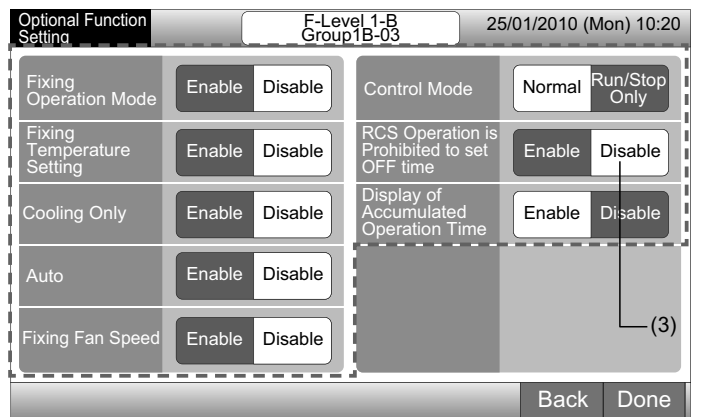 Optional Function
Setting
F-Level 1-B
Group1B-03
25/01/2010 (Mon) 10:20
Fixing
Operation Mode
Enable
Disable
Fixing
Temperature
Setting
Enable
Disable
Cooling Only
Enable
Disable
Auto
Enable
Disable
Fixing Fan Speed
Enable
Disable
Control Mode
Normal
Run/Stop
Only
RCS Operation is
Prohibited to set
OFF time
Enable
Disable
Display of
Accumulated
Operation Time
Enable
Disable
(3)
Back
Done